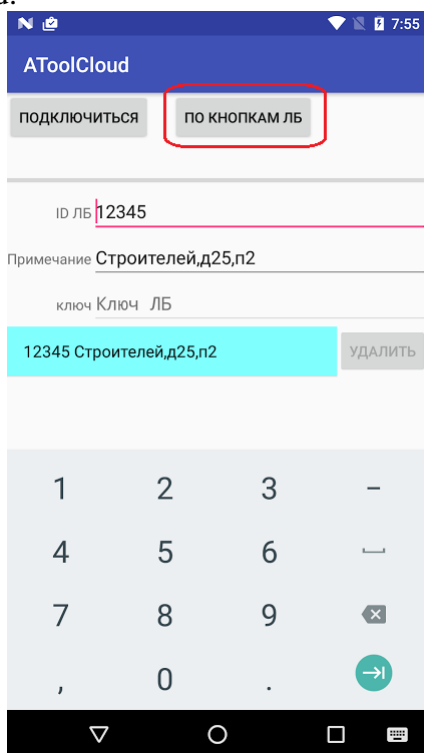 7:55
AToolCloud
ПОДКЛЮЧИТЬСЯ ПО КНОПКАМ ЛБ
ID ЛБ 12345
Примечание Строителей,д25,п2
ключ Ключ ЛБ
12345 Строителей,д25,п2 УДАЛИТЬ
1 2 3 -
4 5 6
7 8 9
, 0 .